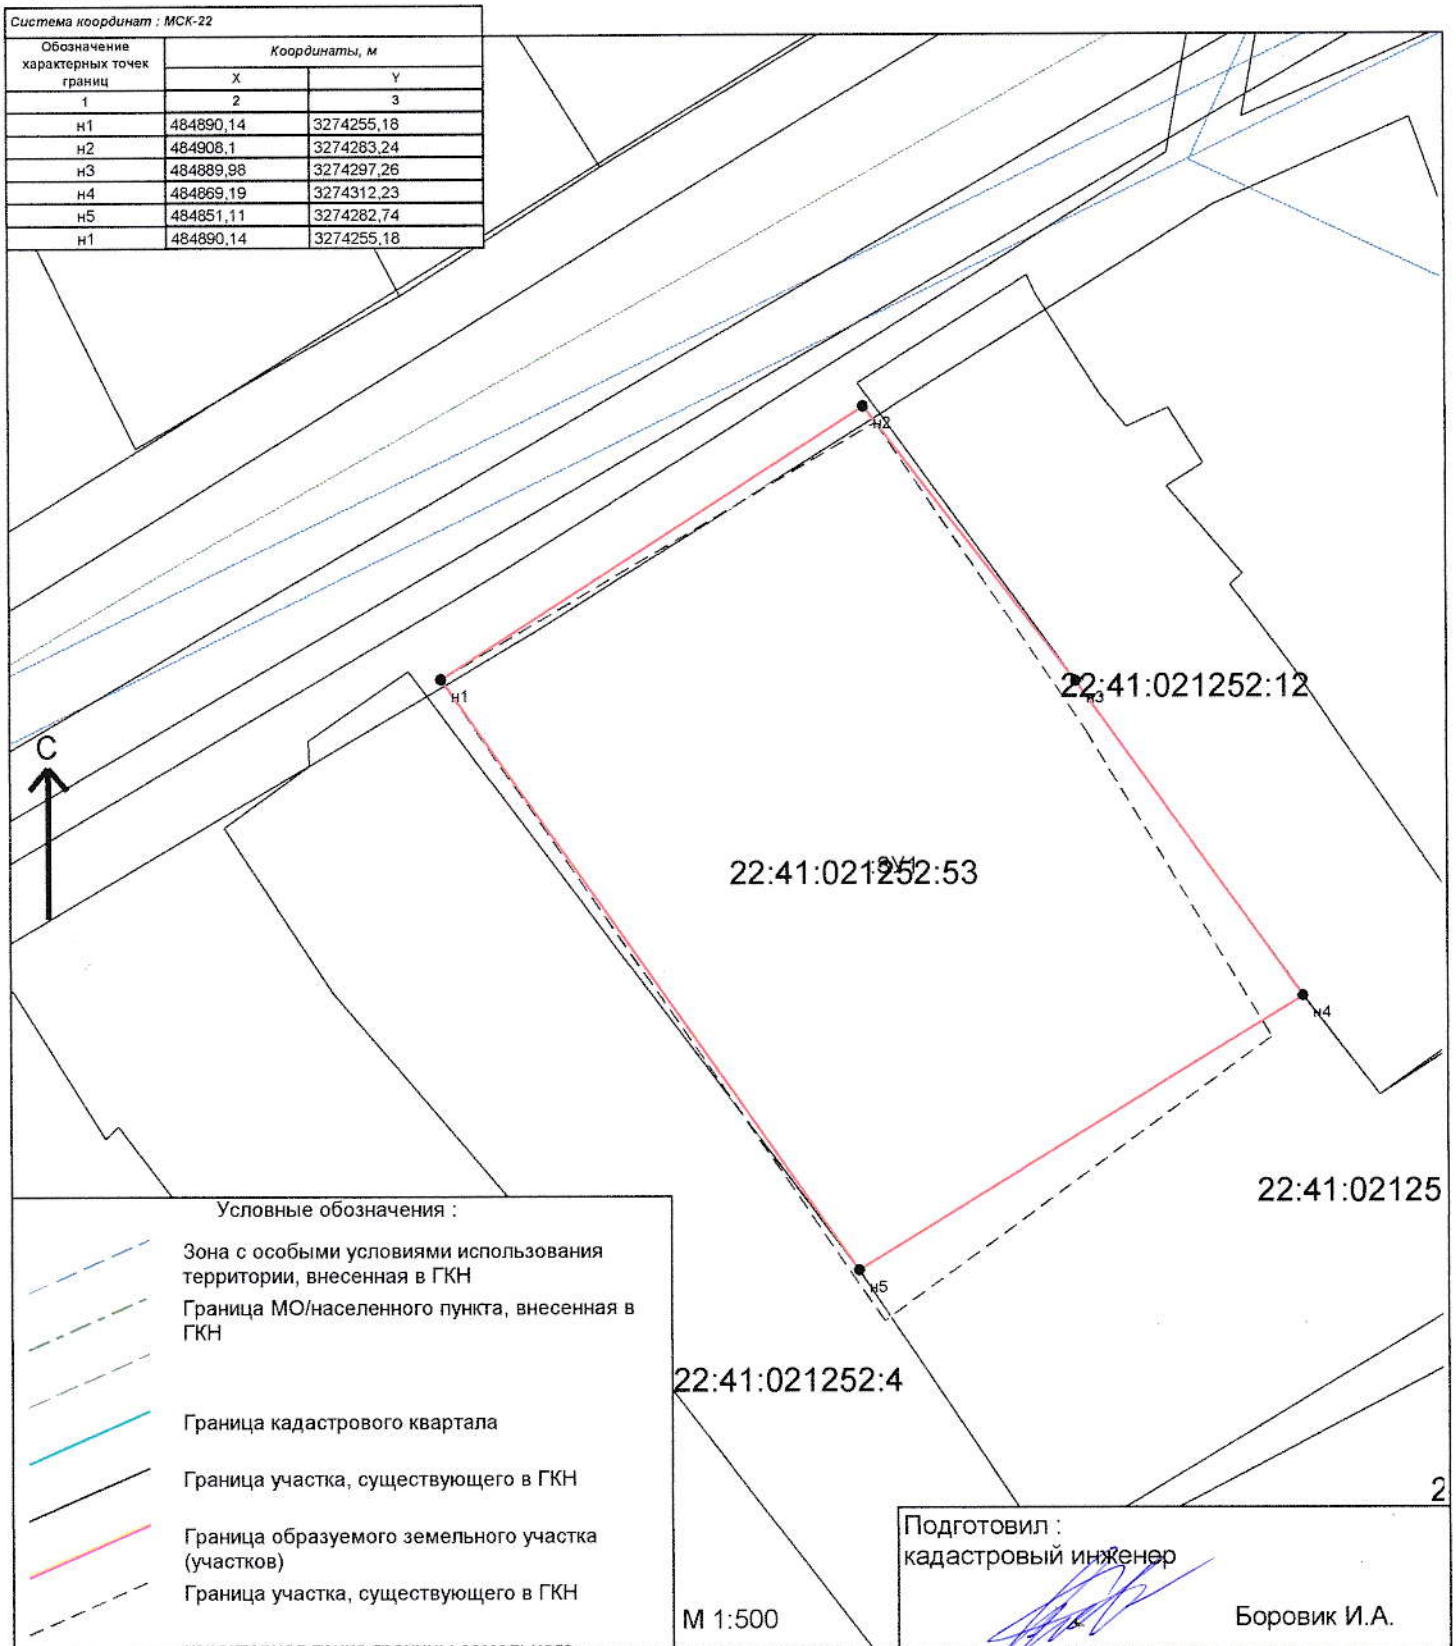 Система координат : МСК-22
Обозначение характерных точек границ | Координаты, м
X | Y
1 | 2 | 3
н1 | 484890,14 | 3274255,18
н2 | 484908,1 | 3274283,24
н3 | 484889,98 | 3274297,26
н4 | 484869,19 | 3274312,23
н5 | 484851,11 | 3274282,74
н1 | 484890,14 | 3274255,18
н2
н1
22:41:021252:12
н3
С
22:41:021252:53
н4
22:41:02125
н5
22:41:021252:4
Условные обозначения :
Зона с особыми условиями использования
территории, внесенная в ГКН
Граница МО/населенного пункта, внесенная в
ГКН
Граница кадастрового квартала
Граница участка, существующего в ГКН
Граница образуемого земельного участка
(участков)
Граница участка, существующего в ГКН
М 1:500
2
Подготовил :
кадастровый инженер
Боровик И.А.